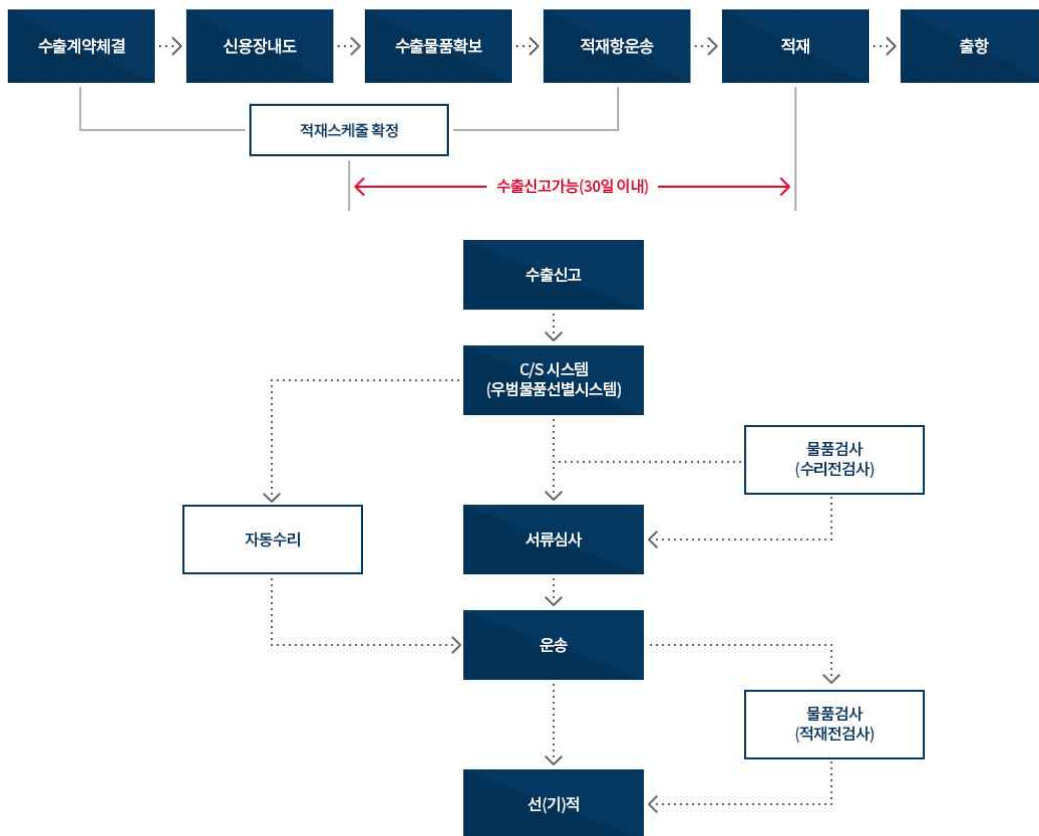 수출계약체결
신용장내도
수출물품확보
적재항운송
적재
출항
적재스케줄 확정
수출신고가능(30일 이내)
수출신고
C/S 시스템
(우범물품선별시스템)
물품검사
(수리전검사)
자동수리
서류심사
운송
물품검사
(적재전검사)
선(기)적